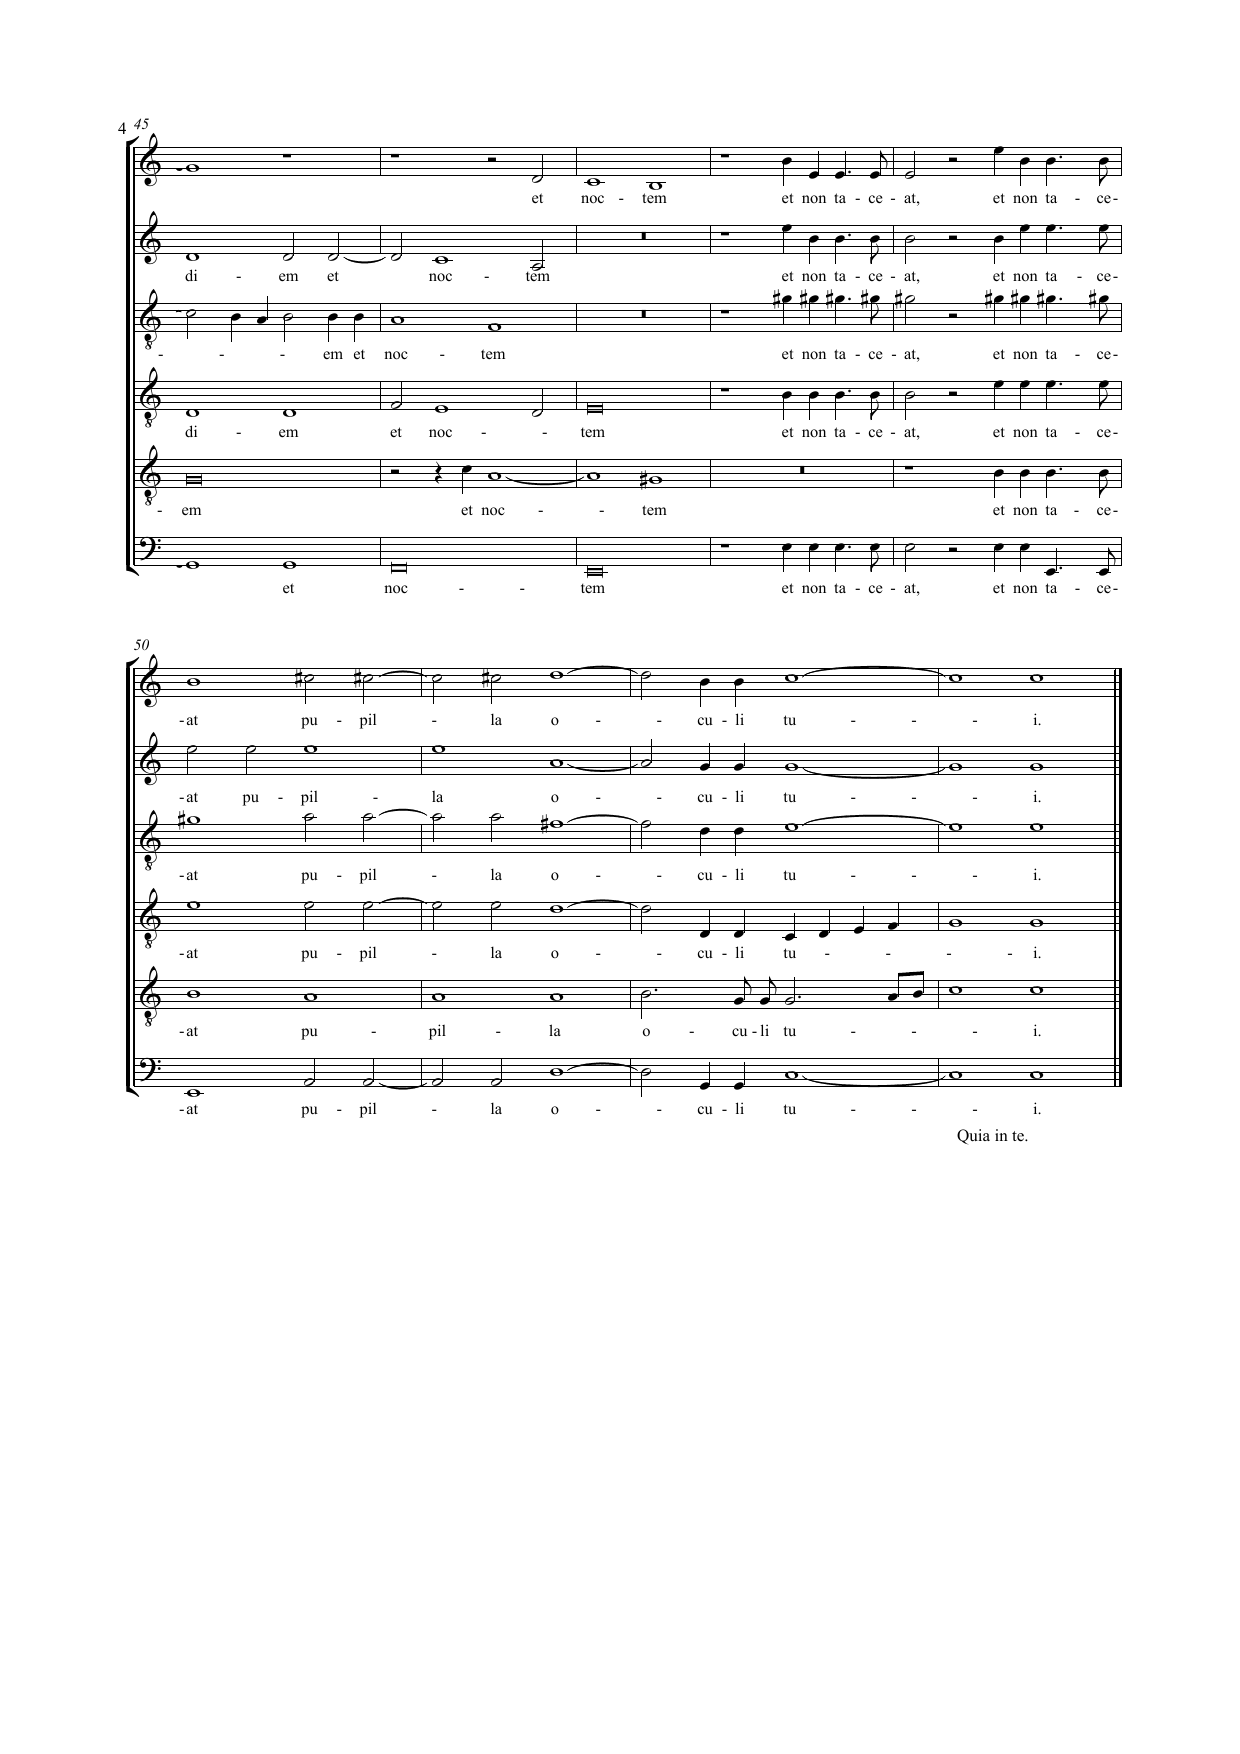 4 45
et noc - tem et non ta - ce - at, et non ta - ce-
di - em et noc - tem et non ta - ce - at, et non ta - ce-
- - - em et noc - tem et non ta - ce - at, et non ta - ce-
di - em et noc - - tem et non ta - ce - at, et non ta - ce-
- em et noc - - tem et non ta - ce-
et noc - - tem et non ta - ce - at, et non ta - ce-
50
-at pu - pil - la o - - cu - li tu - - - i.
-at pu - pil - la o - - cu - li tu - - - i.
-at pu - pil - la o - - cu - li tu - - - i.
-at pu - pil - la o - - cu - li tu - - - - i.
-at pu - pil - la o - cu - li tu - - - i.
-at pu - pil - la o - - cu - li tu - - - i.
Quia in te.